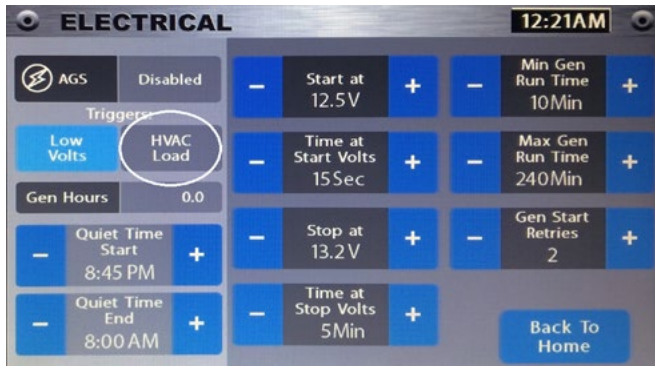 ELECTRICAL
12:21AM
AGS
Disabled
Triggers:
Low
Volts
HVAC
Load
Gen Hours
0.0
−
Quiet Time
Start
8:45 PM
+
−
Quiet Time
End
8:00 AM
+
−
Start at
12.5V
+
−
Time at
Start Volts
15Sec
+
−
Stop at
13.2V
+
−
Time at
Stop Volts
5Min
+
−
Min Gen
Run Time
10Min
+
−
Max Gen
Run Time
240Min
+
−
Gen Start
Retries
2
+
Back To
Home